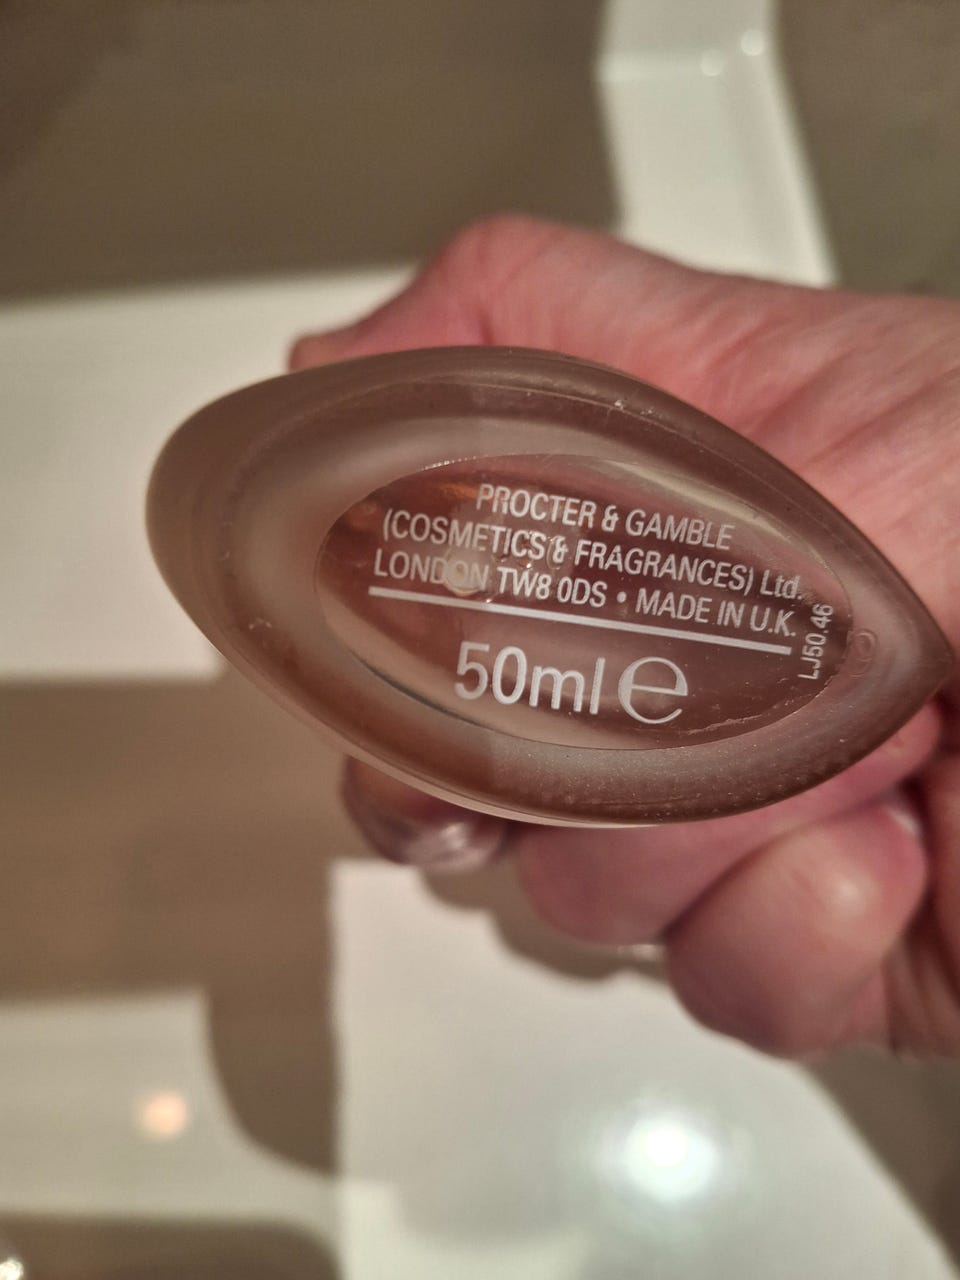 PROCTER & GAMBLE
(COSMETICS & FRAGRANCES) Ltd.
LONDON TW8 0DS • MADE IN U.K.
50ml e
LJ50.46